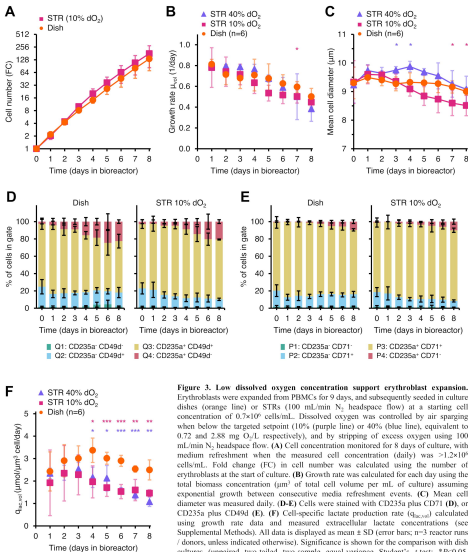 A
STR (10% dO₂)
Dish
Cell number (FC)
512
256
128
64
32
16
8
4
2
1
0 1 2 3 4 5 6 7 8
Time (days in bioreactor)
B
STR 40% dO₂
STR 10% dO₂
Dish (n=6)
Growth rate μvol (1/day)
1.0
0.8
0.6
0.4
0.2
0.0
*
0 1 2 3 4 5 6 7 8
Time (days in bioreactor)
C
STR 40% dO₂
STR 10% dO₂
Dish (n=6)
Mean cell diameter (μm)
11
10
9
8
7
* * * *
0 1 2 3 4 5 6 7 8
Time (days in bioreactor)
D
Dish
STR 10% dO₂
% of cells in gate
100
80
60
40
20
0
0 1 2 3 4 5 6 7 8
0 1 2 3 4 5 6 7 8
Time (days in bioreactor)
Q1: CD235a⁻ CD49d⁻
Q2: CD235a⁻ CD49d⁺
Q3: CD235a⁺ CD49d⁺
Q4: CD235a⁺ CD49d⁻
E
Dish
STR 10% dO₂
% of cells in gate
100
80
60
40
20
0
0 1 2 3 4 5 6 7 8
0 1 2 3 4 5 6 7 8
Time (days in bioreactor)
P1: CD235a⁻ CD71⁻
P2: CD235a⁻ CD71⁺
P3: CD235a⁺ CD71⁺
P4: CD235a⁺ CD71⁻
F
STR 40% dO₂
STR 10% dO₂
Dish (n=6)
qlac,vol (μmol/μm³ cell/day)
5
4
3
2
1
0
* *** *** ** **
* * *** *** **
0 1 2 3 4 5 6 7 8
Time (days in bioreactor)
Figure 3. Low dissolved oxygen concentration support erythroblast expansion.
Erythroblasts were expanded from PBMCs for 9 days, and subsequently seeded in culture
dishes (orange line) or STRs (100 mL/min N₂ headspace flow) at a starting cell
concentration of 0.7×10⁶ cells/mL. Dissolved oxygen was controlled by air sparging
when below the targeted setpoint (10% (purple line) or 40% (blue line), equivalent to
0.72 and 2.88 mg O₂/L respectively), and by stripping of excess oxygen using 100
mL/min N₂ headspace flow. (A) Cell concentration monitored for 8 days of culture, with
medium refreshment when the measured cell concentration (daily) was >1.2×10⁶
cells/mL. Fold change (FC) in cell number was calculated using the number of
erythroblasts at the start of culture. (B) Growth rate was calculated for each day using the
total biomass concentration (μm³ of total cell volume per mL of culture) assuming
exponential growth between consecutive media refreshment events. (C) Mean cell
diameter was measured daily. (D-E) Cells were stained with CD235a plus CD71 (D), or
CD235a plus CD49d (E). (F) Cell-specific lactate production rate (qlac,vol) calculated
using growth rate data and measured extracellular lactate concentrations (see
Supplemental Methods). All data is displayed as mean ± SD (error bars; n=3 reactor runs
/ donors, unless indicated otherwise). Significance is shown for the comparison with dish